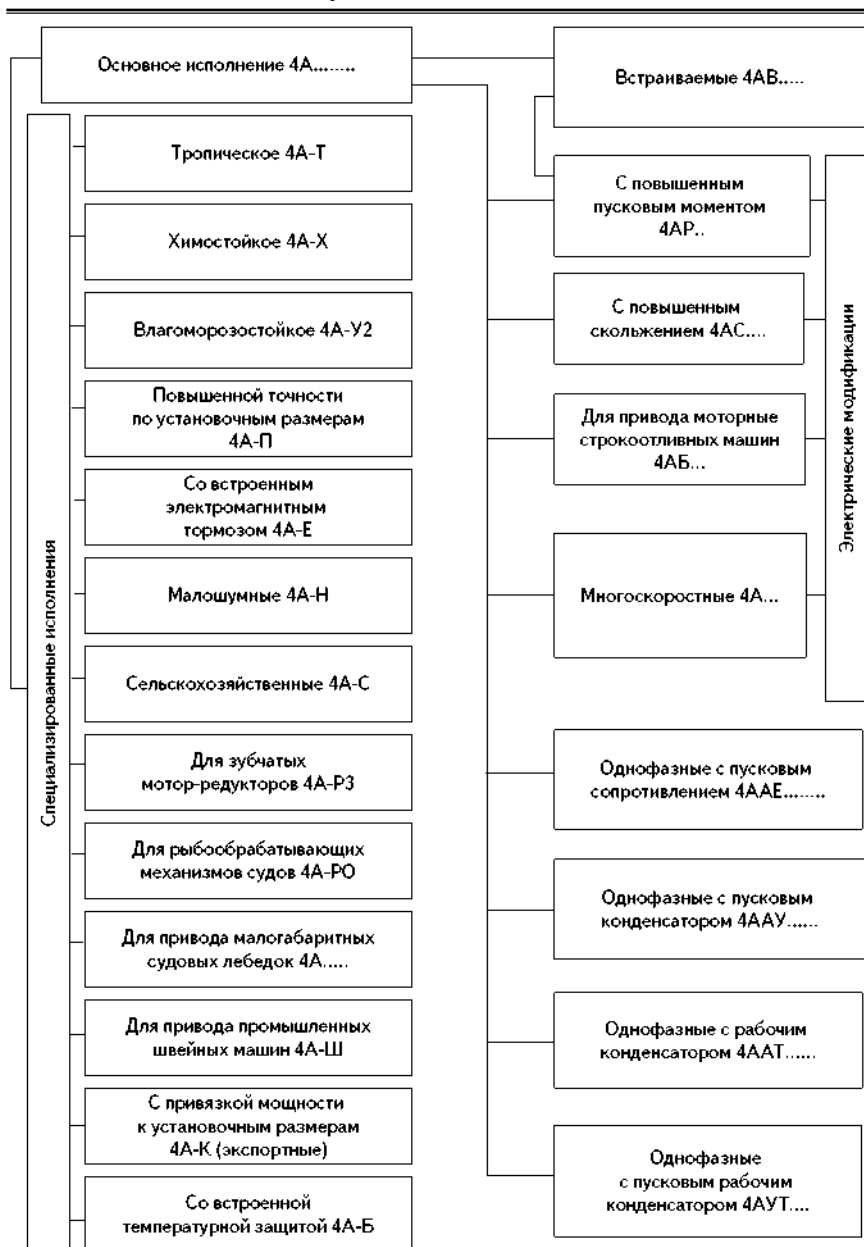 Основное исполнение 4А........
Специализированные исполнения
Тропическое 4А-Т
Химостойкое 4А-Х
Влагоморозостойкое 4А-У2
Повышенной точности
по установочным размерам
4А-П
Со встроенным
электромагнитным
тормозом 4А-Е
Малошумные 4А-Н
Сельскохозяйственные 4А-С
Для зубчатых
мотор-редукторов 4А-РЗ
Для рыбообрабатывающих
механизмов судов 4А-РО
Для привода малогабаритных
судовых лебедок 4А.....
Для привода промышленных
швейных машин 4А-Ш
С привязкой мощности
к установочным размерам
4А-К (экспортные)
Со встроенной
температурной защитой 4А-Б
Встраиваемые 4АВ.....
С повышенным
пусковым моментом
4АР..
С повышенным
скольжением 4АС....
Для привода моторные
строкоотливных машин
4АБ...
Многоскоростные 4А...
Электрические модификации
Однофазные с пусковым
сопротивлением 4ААЕ........
Однофазные с пусковым
конденсатором 4ААУ......
Однофазные с рабочим
конденсатором 4ААТ......
Однофазные
с пусковым рабочим
конденсатором 4АУТ....